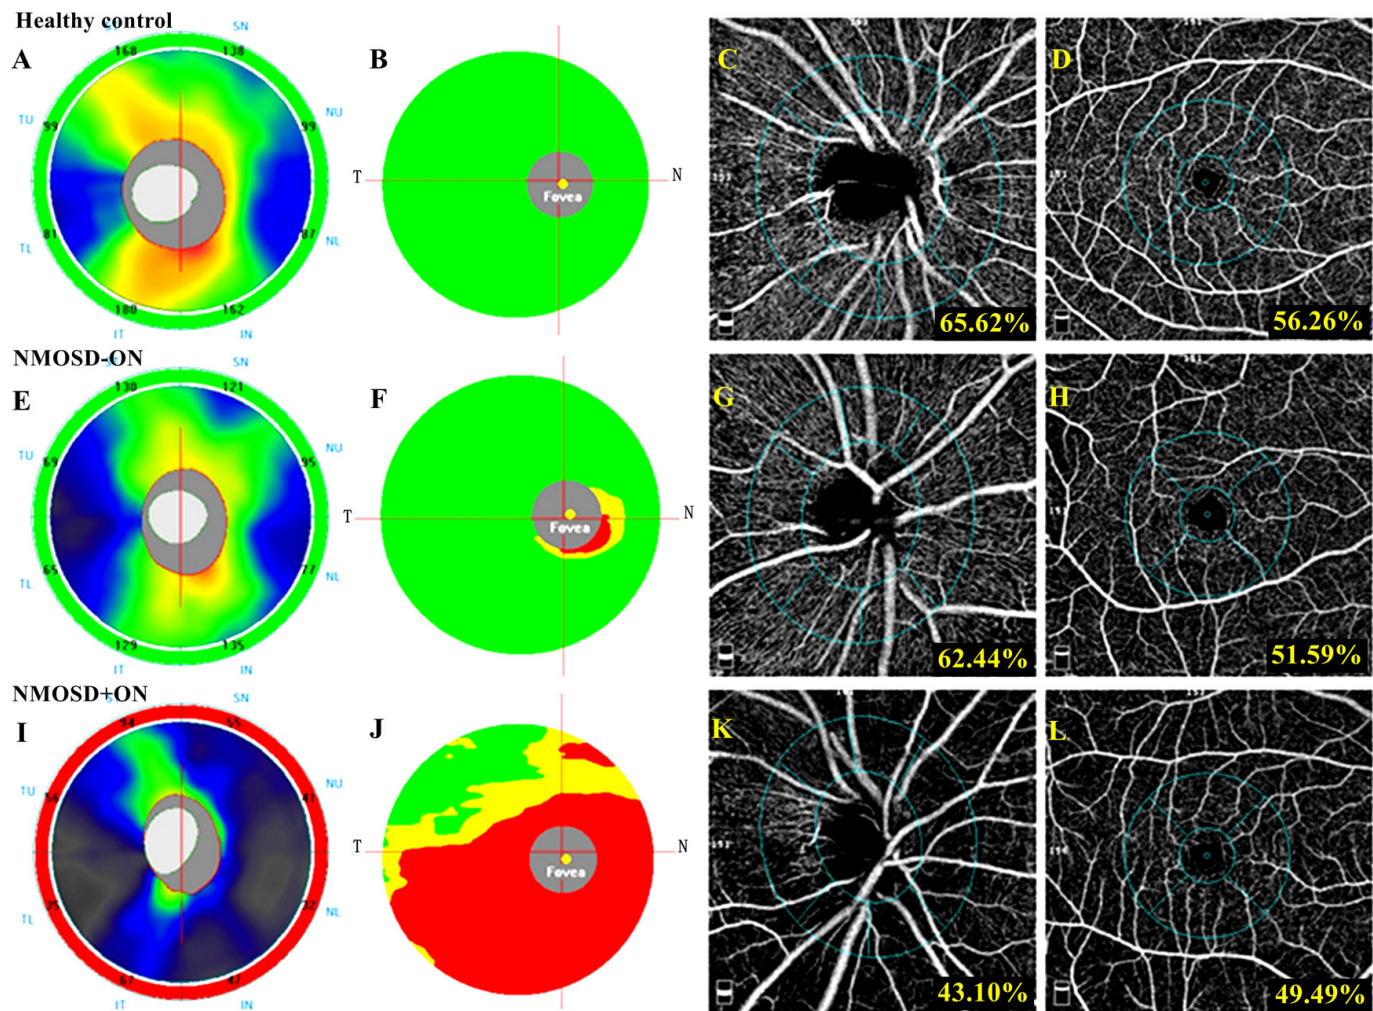 Healthy control
A
ST
SN
168
138
TU
NU
99
99
TL
NL
81
87
180
162
IT
IN
B
T
N
Fovea
C
65.62%
D
56.26%
NMOSD-ON
E
SN
130
121
TU
NU
69
95
TL
NL
65
77
129
135
IT
IN
F
T
N
Fovea
G
62.44%
H
51.59%
NMOSD+ON
I
SN
94
55
TU
NU
56
41
TL
NL
35
32
67
47
IT
IN
J
T
N
Fovea
K
43.10%
L
49.49%